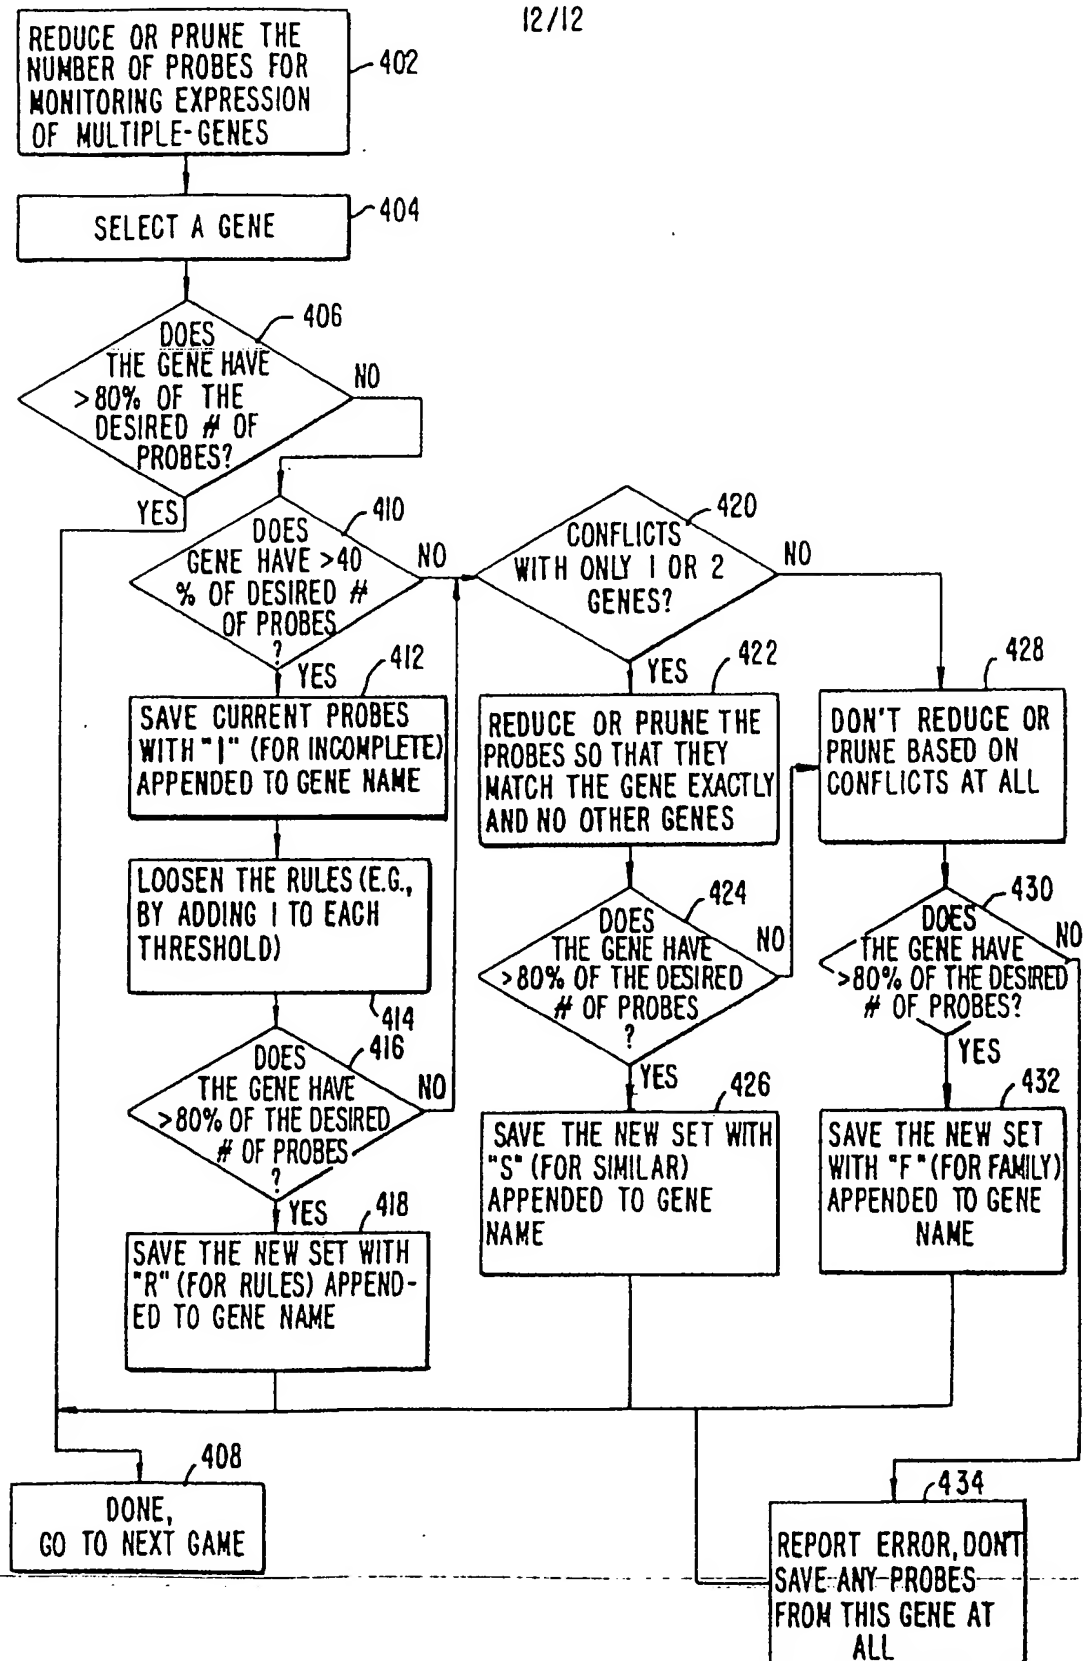 12/12
REDUCE OR PRUNE THE
NUMBER OF PROBES FOR
MONITORING EXPRESSION
OF MULTIPLE-GENES
402
SELECT A GENE
404
406
DOES
THE GENE HAVE
>80% OF THE
DESIRED # OF
PROBES?
NO
YES
410
DOES
GENE HAVE >40
% OF DESIRED #
OF PROBES
?
NO
YES
420
CONFLICTS
WITH ONLY 1 OR 2
GENES?
NO
YES
412
SAVE CURRENT PROBES
WITH "I" (FOR INCOMPLETE)
APPENDED TO GENE NAME
422
REDUCE OR PRUNE THE
PROBES SO THAT THEY
MATCH THE GENE EXACTLY
AND NO OTHER GENES
428
DON'T REDUCE OR
PRUNE BASED ON
CONFLICTS AT ALL
LOOSEN THE RULES (E.G.,
BY ADDING 1 TO EACH
THRESHOLD)
414
424
DOES
THE GENE HAVE
>80% OF THE DESIRED
# OF PROBES
?
NO
YES
430
DOES
THE GENE HAVE
>80% OF THE DESIRED
# OF PROBES?
NO
YES
416
DOES
THE GENE HAVE
>80% OF THE DESIRED
# OF PROBES
?
NO
YES
426
SAVE THE NEW SET WITH
"S" (FOR SIMILAR)
APPENDED TO GENE
NAME
432
SAVE THE NEW SET
WITH "F" (FOR FAMILY)
APPENDED TO GENE
NAME
418
SAVE THE NEW SET WITH
"R" (FOR RULES) APPEND-
ED TO GENE NAME
408
DONE,
GO TO NEXT GAME
434
REPORT ERROR, DON'T
SAVE ANY PROBES
FROM THIS GENE AT
ALL